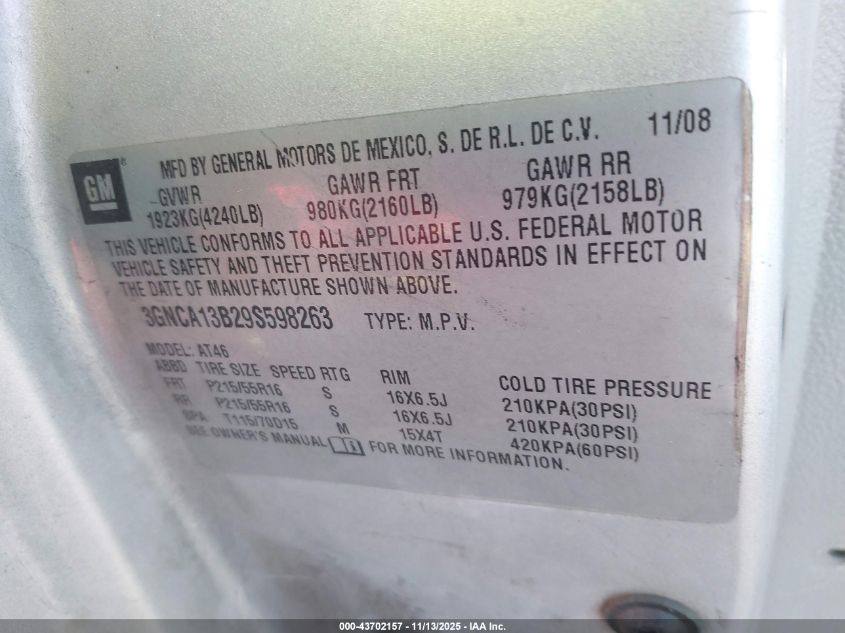 GM
®
MFD BY GENERAL MOTORS DE MEXICO, S. DE R.L. DE C.V. 11/08
GVWR GAWR FRT GAWR RR
1923KG(4240LB) 980KG(2160LB) 979KG(2158LB)
THIS VEHICLE CONFORMS TO ALL APPLICABLE U.S. FEDERAL MOTOR
VEHICLE SAFETY AND THEFT PREVENTION STANDARDS IN EFFECT ON
THE DATE OF MANUFACTURE SHOWN ABOVE.
3GNCA13B29S598263 TYPE: M.P.V.
MODEL: AT46
ABBD TIRE SIZE SPEED RTG RIM COLD TIRE PRESSURE
FRT P215/55R16 S 16X6.5J 210KPA(30PSI)
RR P215/55R16 S 16X6.5J 210KPA(30PSI)
SPA T115/70D15 M 15X4T 420KPA(60PSI)
SEE OWNER'S MANUAL FOR MORE INFORMATION.
000-43702157 - 11/13/2025 - IAA Inc.